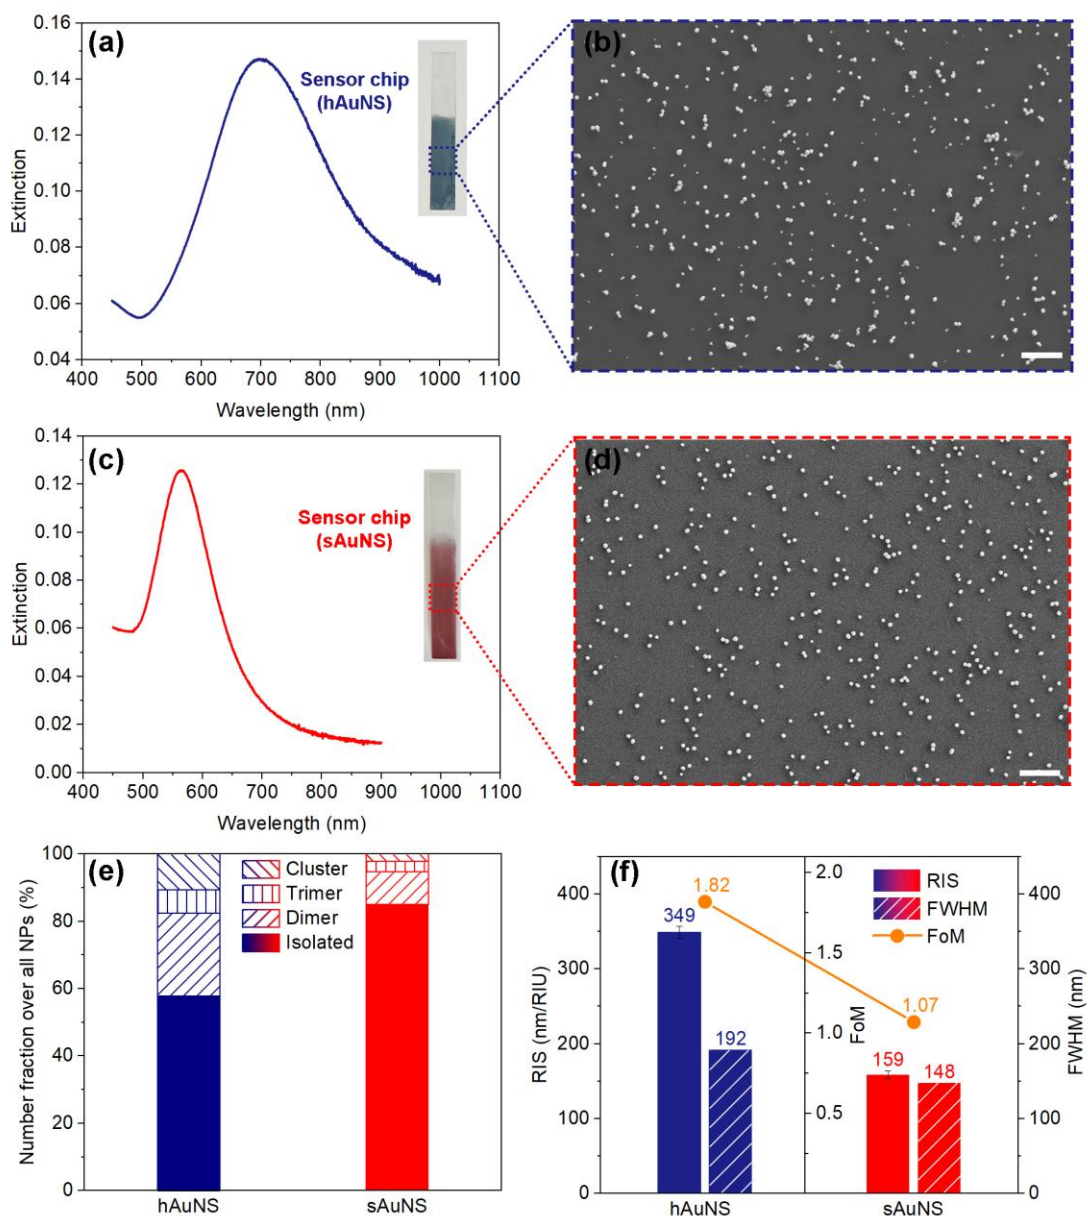 (a)
0.16
0.14
0.12
0.10
0.08
0.06
0.04
Extinction
400 500 600 700 800 900 1000 1100
Wavelength (nm)
Sensor chip
(hAuNS)
(b)
(c)
0.14
0.12
0.10
0.08
0.06
0.04
0.02
0.00
Extinction
400 500 600 700 800 900 1000 1100
Wavelength (nm)
Sensor chip
(sAuNS)
(d)
(e)
100
80
60
40
20
0
Number fraction over all NPs (%)
Cluster
Trimer
Dimer
Isolated
hAuNS sAuNS
(f)
400
300
200
100
0
RIS (nm/RIU)
349
192
1.82
2.0
1.5
1.0
0.5
FoM
RIS
FWHM
FoM
1.07
159 148
400
300
200
100
0
FWHM (nm)
hAuNS sAuNS